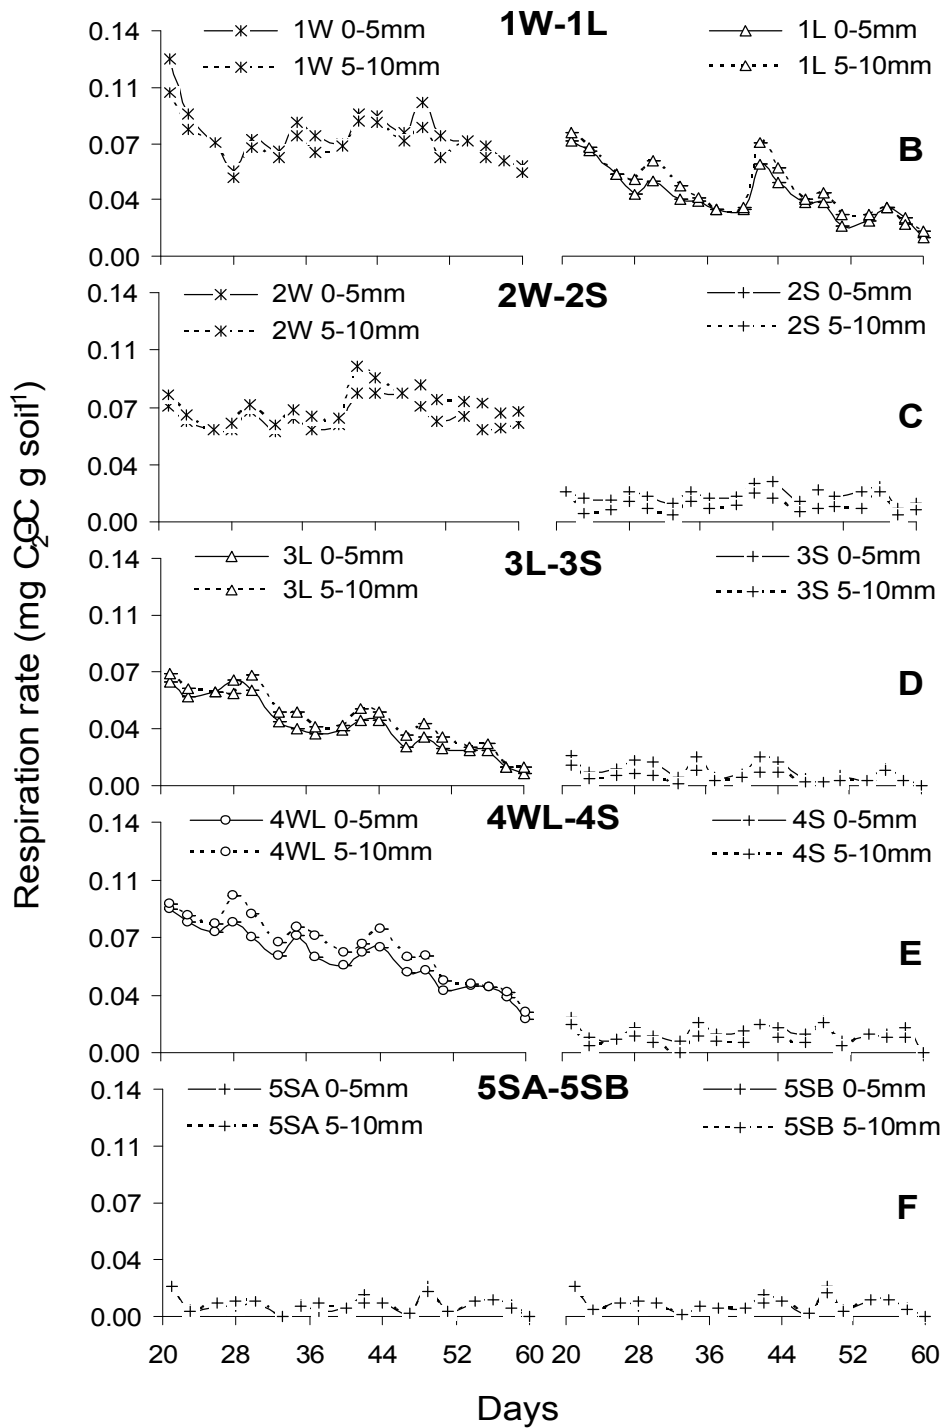 1W-1L
0.14
1W 0-5mm
1L 0-5mm
1W 5-10mm
1L 5-10mm
0.11
0.07
B
0.04
0.00
2W-2S
0.14
2W 0-5mm
2S 0-5mm
2W 5-10mm
2S 5-10mm
0.11
0.07
C
0.04
0.00
3L-3S
0.14
3L 0-5mm
3S 0-5mm
3L 5-10mm
3S 5-10mm
0.11
0.07
D
0.04
0.00
4WL-4S
0.14
4WL 0-5mm
4S 0-5mm
4WL 5-10mm
4S 5-10mm
0.11
0.07
E
0.04
0.00
5SA-5SB
0.14
5SA 0-5mm
5SB 0-5mm
5SA 5-10mm
5SB 5-10mm
0.11
0.07
F
0.04
0.00
20 28 36 44 52 60 20 28 36 44 52 60
Days
Respiration rate (mg CO₂-C g soil¹)